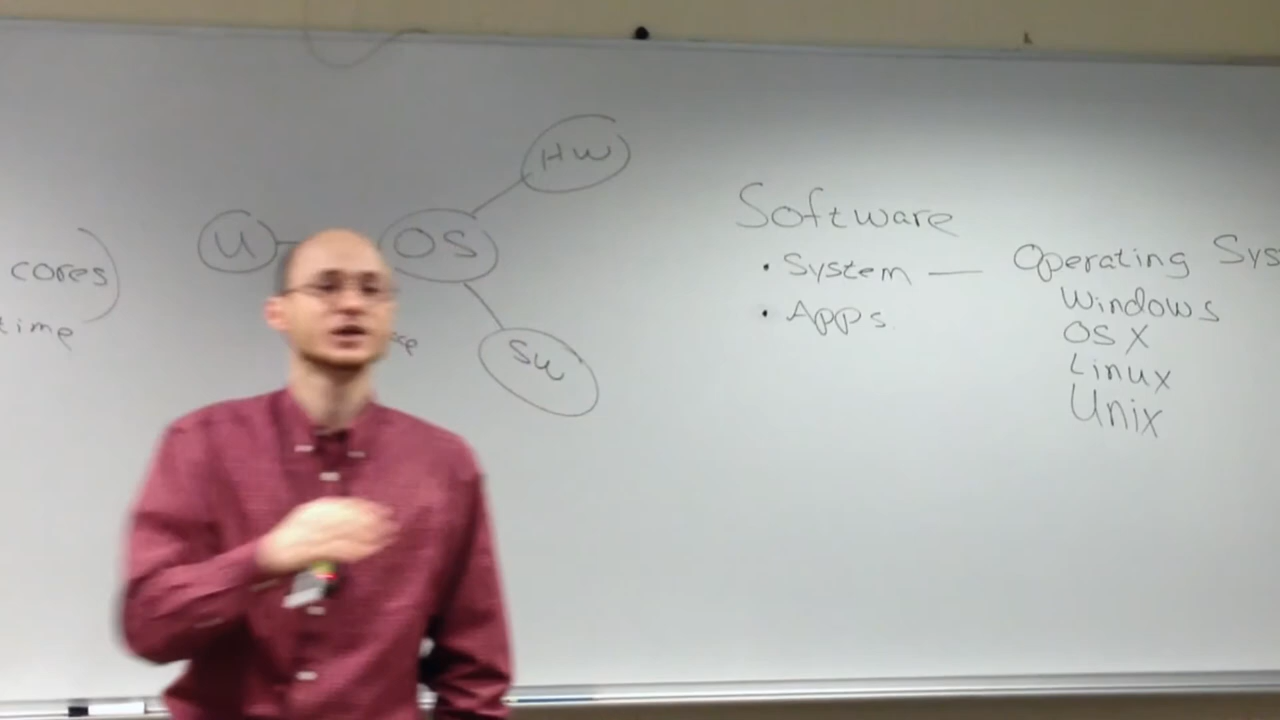 cores)
time
U
OS
HW
SW
Software
• System — Operating Sys
• Apps
Windows
OS X
Linux
Unix